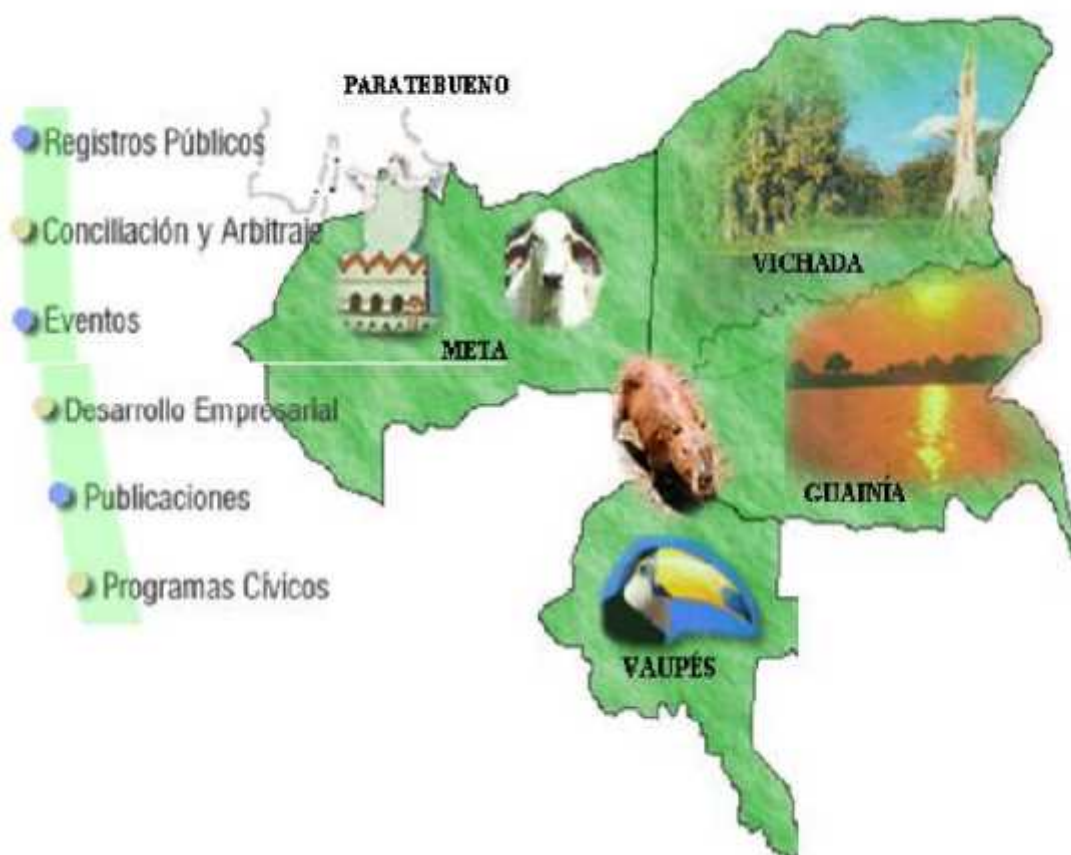 PARATEBUENO
Registros Públicos
Conciliación y Arbitraje
Eventos
Desarrollo Empresarial
Publicaciones
Programas Cívicos
VICHADA
META
GUAINÍA
VAUPÉS